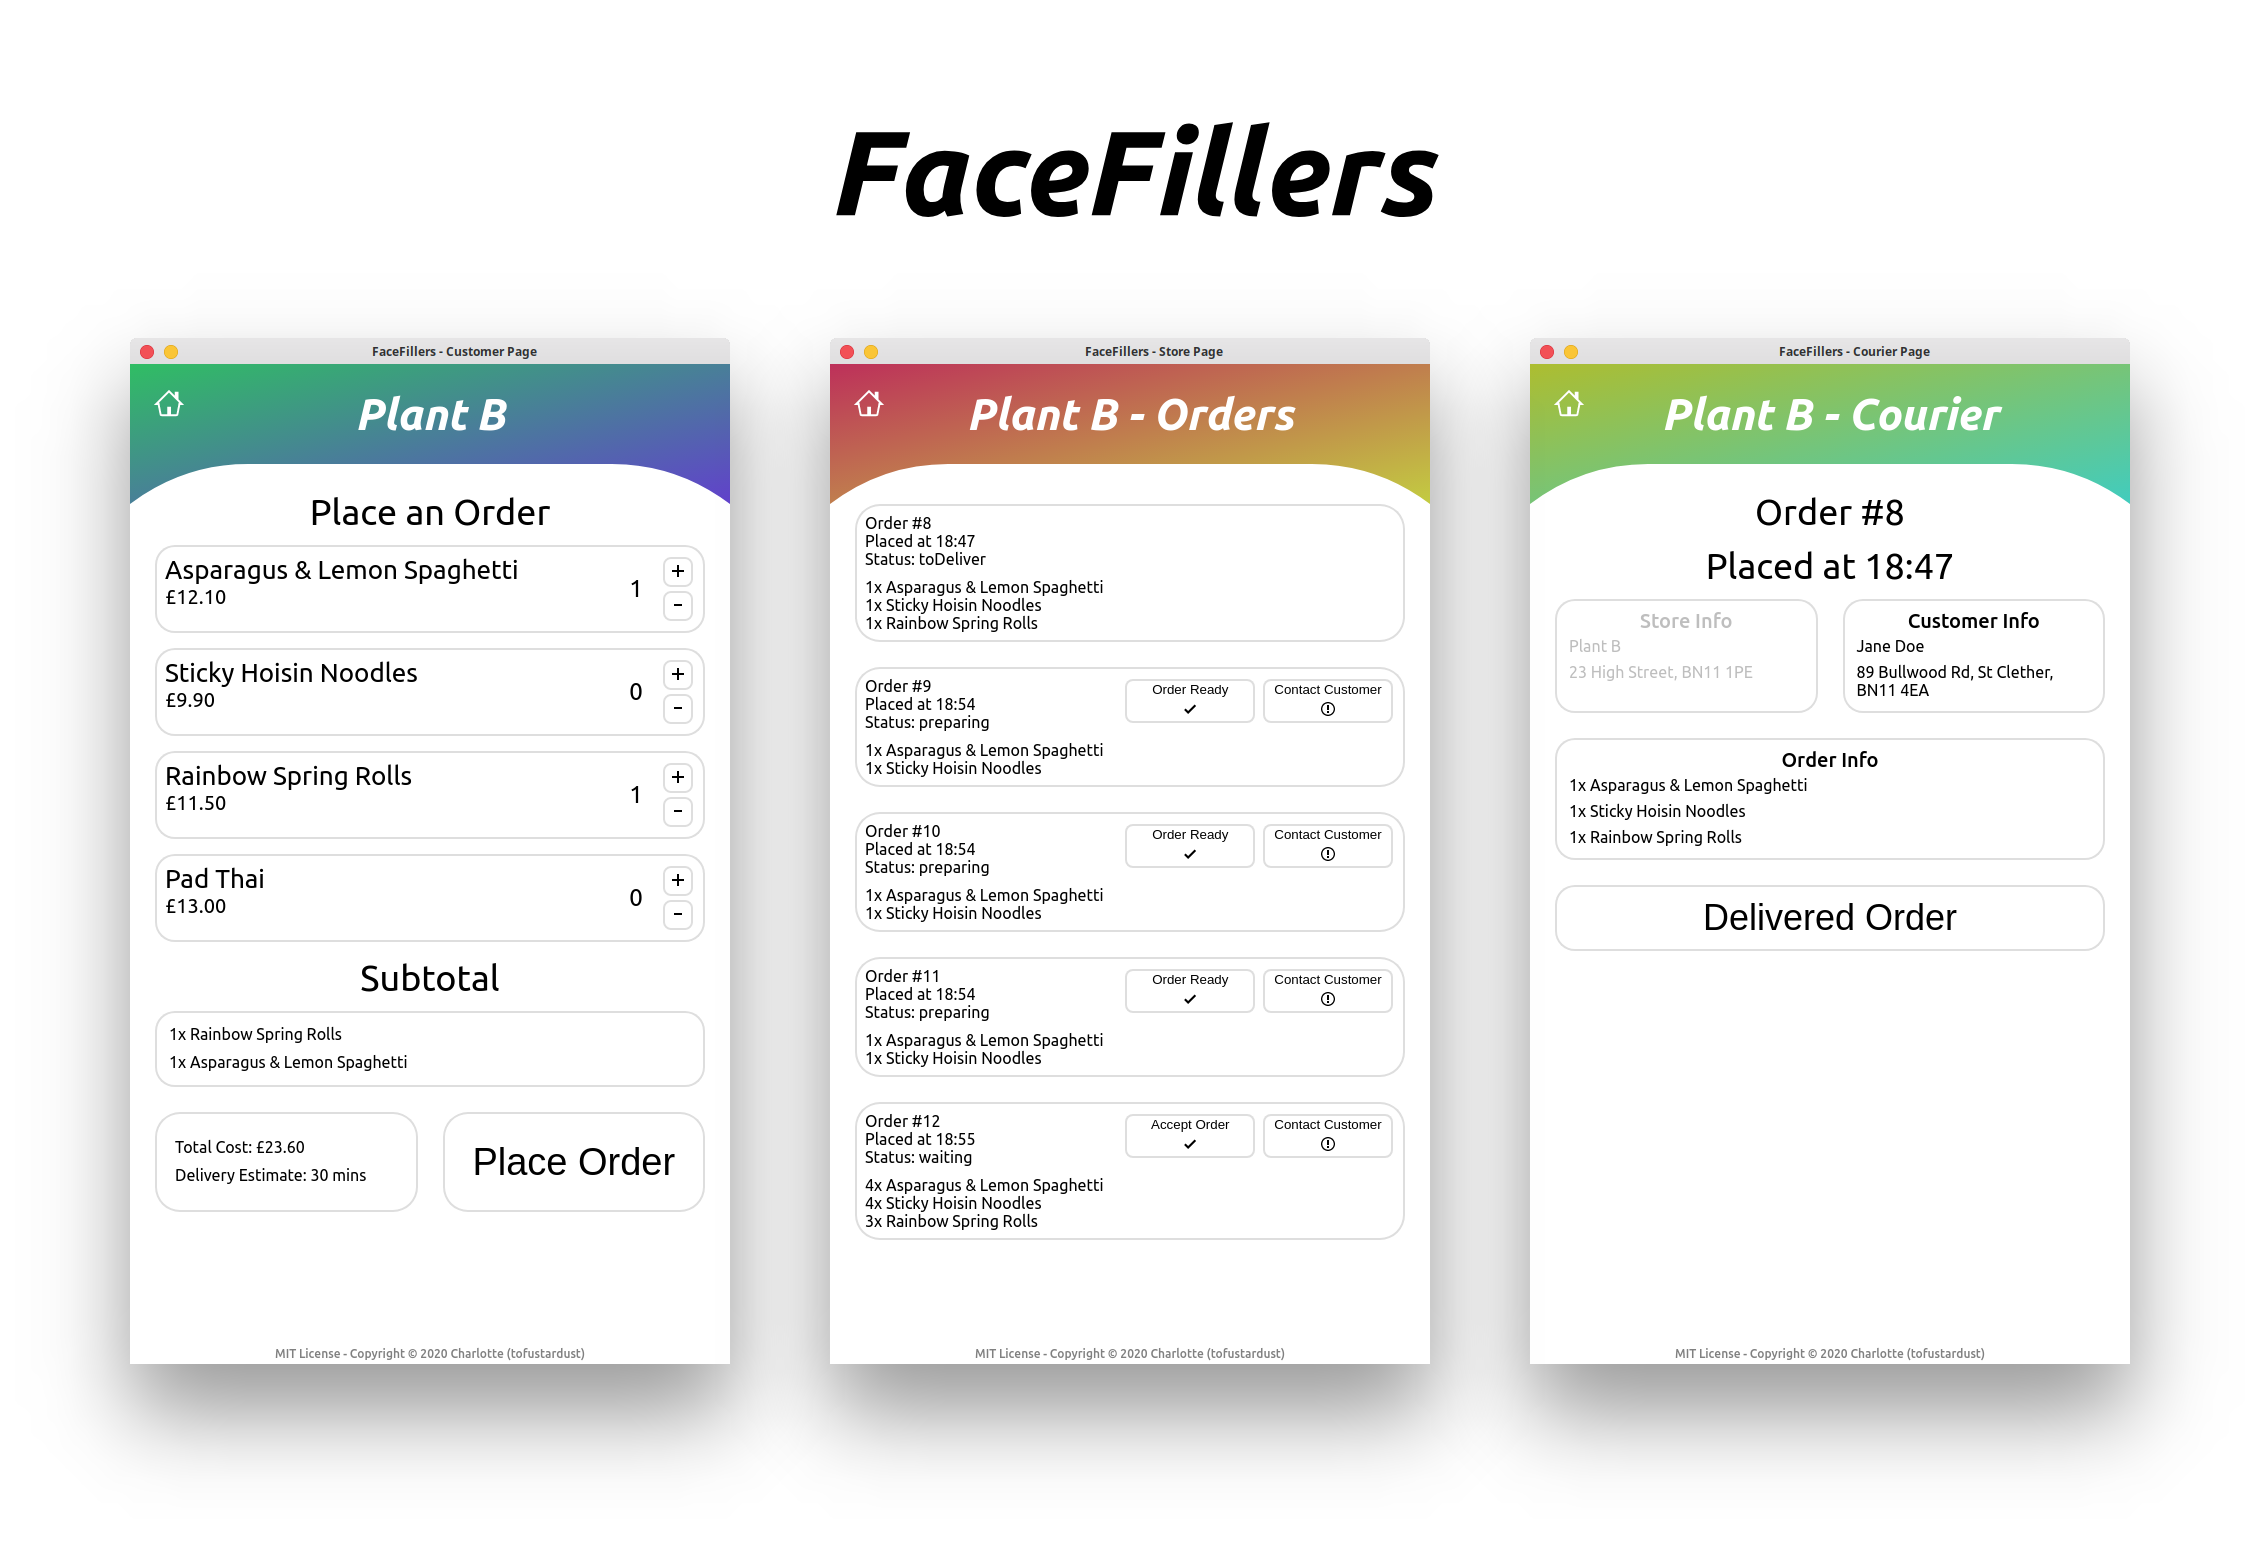 FaceFillers
FaceFillers - Customer Page
Plant B
Place an Order
Asparagus & Lemon Spaghetti
£12.10
1
+
-
Sticky Hoisin Noodles
£9.90
0
+
-
Rainbow Spring Rolls
£11.50
1
+
-
Pad Thai
£13.00
0
+
-
Subtotal
1x Rainbow Spring Rolls
1x Asparagus & Lemon Spaghetti
Total Cost: £23.60
Delivery Estimate: 30 mins
Place Order
MIT License - Copyright © 2020 Charlotte (tofustardust)
FaceFillers - Store Page
Plant B - Orders
Order #8
Placed at 18:47
Status: toDeliver
1x Asparagus & Lemon Spaghetti
1x Sticky Hoisin Noodles
1x Rainbow Spring Rolls
Order #9
Placed at 18:54
Status: preparing
1x Asparagus & Lemon Spaghetti
1x Sticky Hoisin Noodles
Order Ready
Contact Customer
Order #10
Placed at 18:54
Status: preparing
1x Asparagus & Lemon Spaghetti
1x Sticky Hoisin Noodles
Order Ready
Contact Customer
Order #11
Placed at 18:54
Status: preparing
1x Asparagus & Lemon Spaghetti
1x Sticky Hoisin Noodles
Order Ready
Contact Customer
Order #12
Placed at 18:55
Status: waiting
4x Asparagus & Lemon Spaghetti
4x Sticky Hoisin Noodles
3x Rainbow Spring Rolls
Accept Order
Contact Customer
MIT License - Copyright © 2020 Charlotte (tofustardust)
FaceFillers - Courier Page
Plant B - Courier
Order #8
Placed at 18:47
Store Info
Plant B
23 High Street, BN11 1PE
Customer Info
Jane Doe
89 Bullwood Rd, St Clether,
BN11 4EA
Order Info
1x Asparagus & Lemon Spaghetti
1x Sticky Hoisin Noodles
1x Rainbow Spring Rolls
Delivered Order
MIT License - Copyright © 2020 Charlotte (tofustardust)